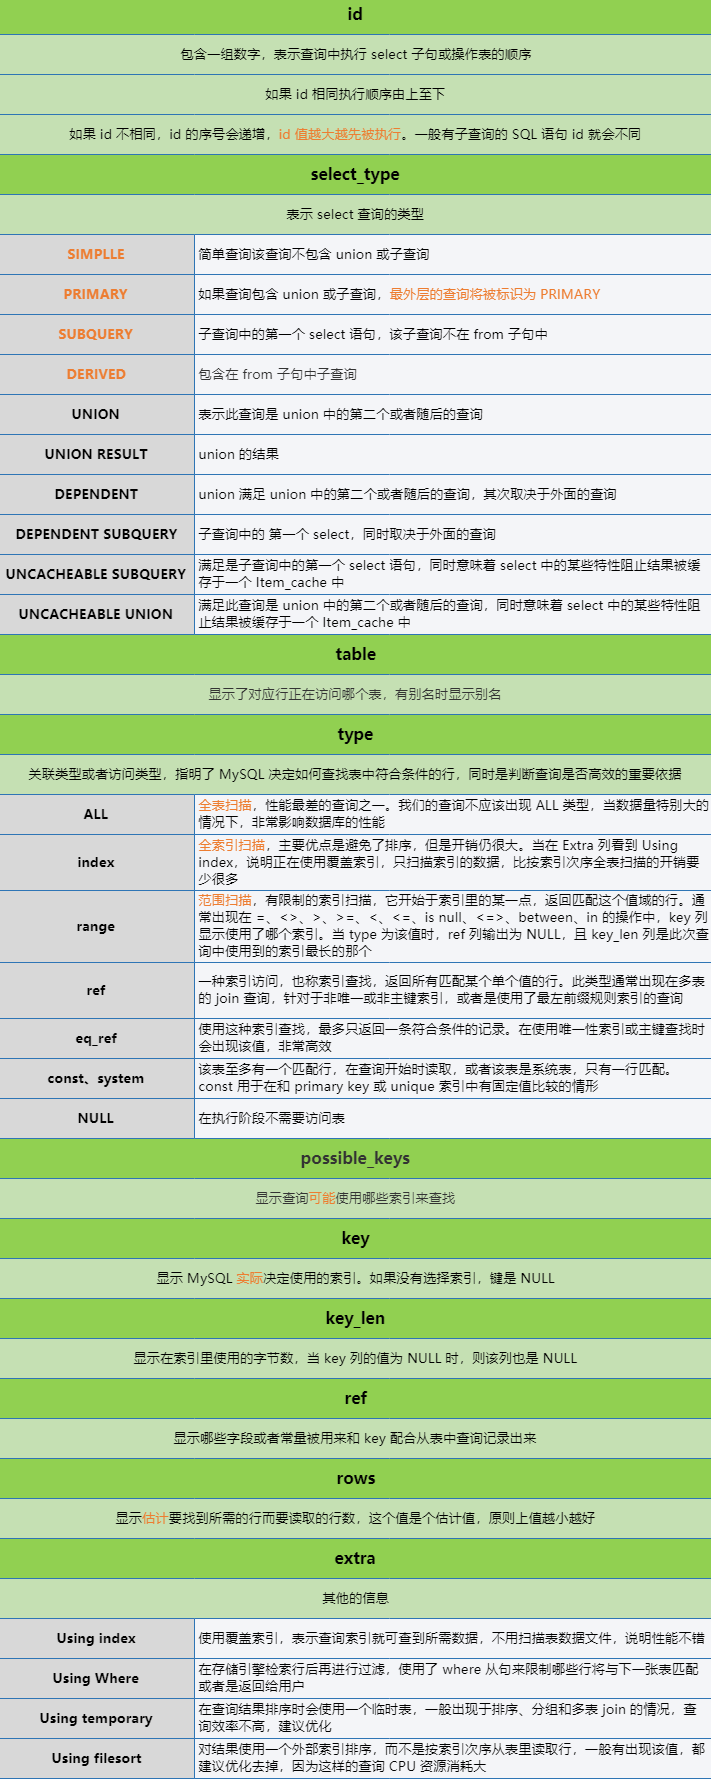 id
包含一组数字，表示查询中执行 select 子句或操作表的顺序
如果 id 相同执行顺序由上至下
如果 id 不相同，id 的序号会递增，id 值越大越先被执行。一般有子查询的 SQL 语句 id 就会不同
select_type
表示 select 查询的类型
SIMPLLE
简单查询该查询不包含 union 或子查询
PRIMARY
如果查询包含 union 或子查询，最外层的查询将被标识为 PRIMARY
SUBQUERY
子查询中的第一个 select 语句，该子查询不在 from 子句中
DERIVED
包含在 from 子句中子查询
UNION
表示此查询是 union 中的第二个或者随后的查询
UNION RESULT
union 的结果
DEPENDENT
union 满足 union 中的第二个或者随后的查询，其次取决于外面的查询
DEPENDENT SUBQUERY
子查询中的 第一个 select，同时取决于外面的查询
UNCACHEABLE SUBQUERY
满足是子查询中的第一个 select 语句，同时意味着 select 中的某些特性阻止结果被缓
存于一个 Item_cache 中
UNCACHEABLE UNION
满足此查询是 union 中的第二个或者随后的查询，同时意味着 select 中的某些特性阻
止结果被缓存于一个 Item_cache 中
table
显示了对应行正在访问哪个表，有别名时显示别名
type
关联类型或者访问类型，指明了 MySQL 决定如何查找表中符合条件的行，同时是判断查询是否高效的重要依据
ALL
全表扫描，性能最差的查询之一。我们的查询不应该出现 ALL 类型，当数据量特别大的
情况下，非常影响数据库的性能
index
全索引扫描，主要优点是避免了排序，但是开销仍很大。当在 Extra 列看到 Using
index，说明正在使用覆盖索引，只扫描索引的数据，比按索引次序全表扫描的开销要
少很多
range
范围扫描，有限制的索引扫描，它开始于索引里的某一点，返回匹配这个值域的行。通
常出现在 =、<>、>、>=、<、<=、is null、<=>、between、in 的操作中，key 列
显示使用了哪个索引。当 type 为该值时，ref 列输出为 NULL，且 key_len 列是此次查
询中使用到的索引最长的那个
ref
一种索引访问，也称索引查找，返回所有匹配某个单个值的行。此类型通常出现在多表
的 join 查询，针对于非唯一或非主键索引，或者是使用了最左前缀规则索引的查询
eq_ref
使用这种索引查找，最多只返回一条符合条件的记录。在使用唯一性索引或主键查找时
会出现该值，非常高效
const、system
该表至多有一个匹配行，在查询开始时读取，或者该表是系统表，只有一行匹配。
const 用于在和 primary key 或 unique 索引中有固定值比较的情形
NULL
在执行阶段不需要访问表
possible_keys
显示查询可能使用哪些索引来查找
key
显示 MySQL 实际决定使用的索引。如果没有选择索引，键是 NULL
key_len
显示在索引里使用的字节数，当 key 列的值为 NULL 时，则该列也是 NULL
ref
显示哪些字段或者常量被用来和 key 配合从表中查询记录出来
rows
显示估计要找到所需的行而要读取的行数，这个值是个估计值，原则上值越小越好
extra
其他的信息
Using index
使用覆盖索引，表示查询索引就可查到所需数据，不用扫描表数据文件，说明性能不错
Using Where
在存储引擎检索行后再进行过滤，使用了 where 从句来限制哪些行将与下一张表匹配
或者是返回给用户
Using temporary
在查询结果排序时会使用一个临时表，一般出现于排序、分组和多表 join 的情况，查
询效率不高，建议优化
Using filesort
对结果使用一个外部索引排序，而不是按索引次序从表里读取行，一般有出现该值，都
建议优化去掉，因为这样的查询 CPU 资源消耗大